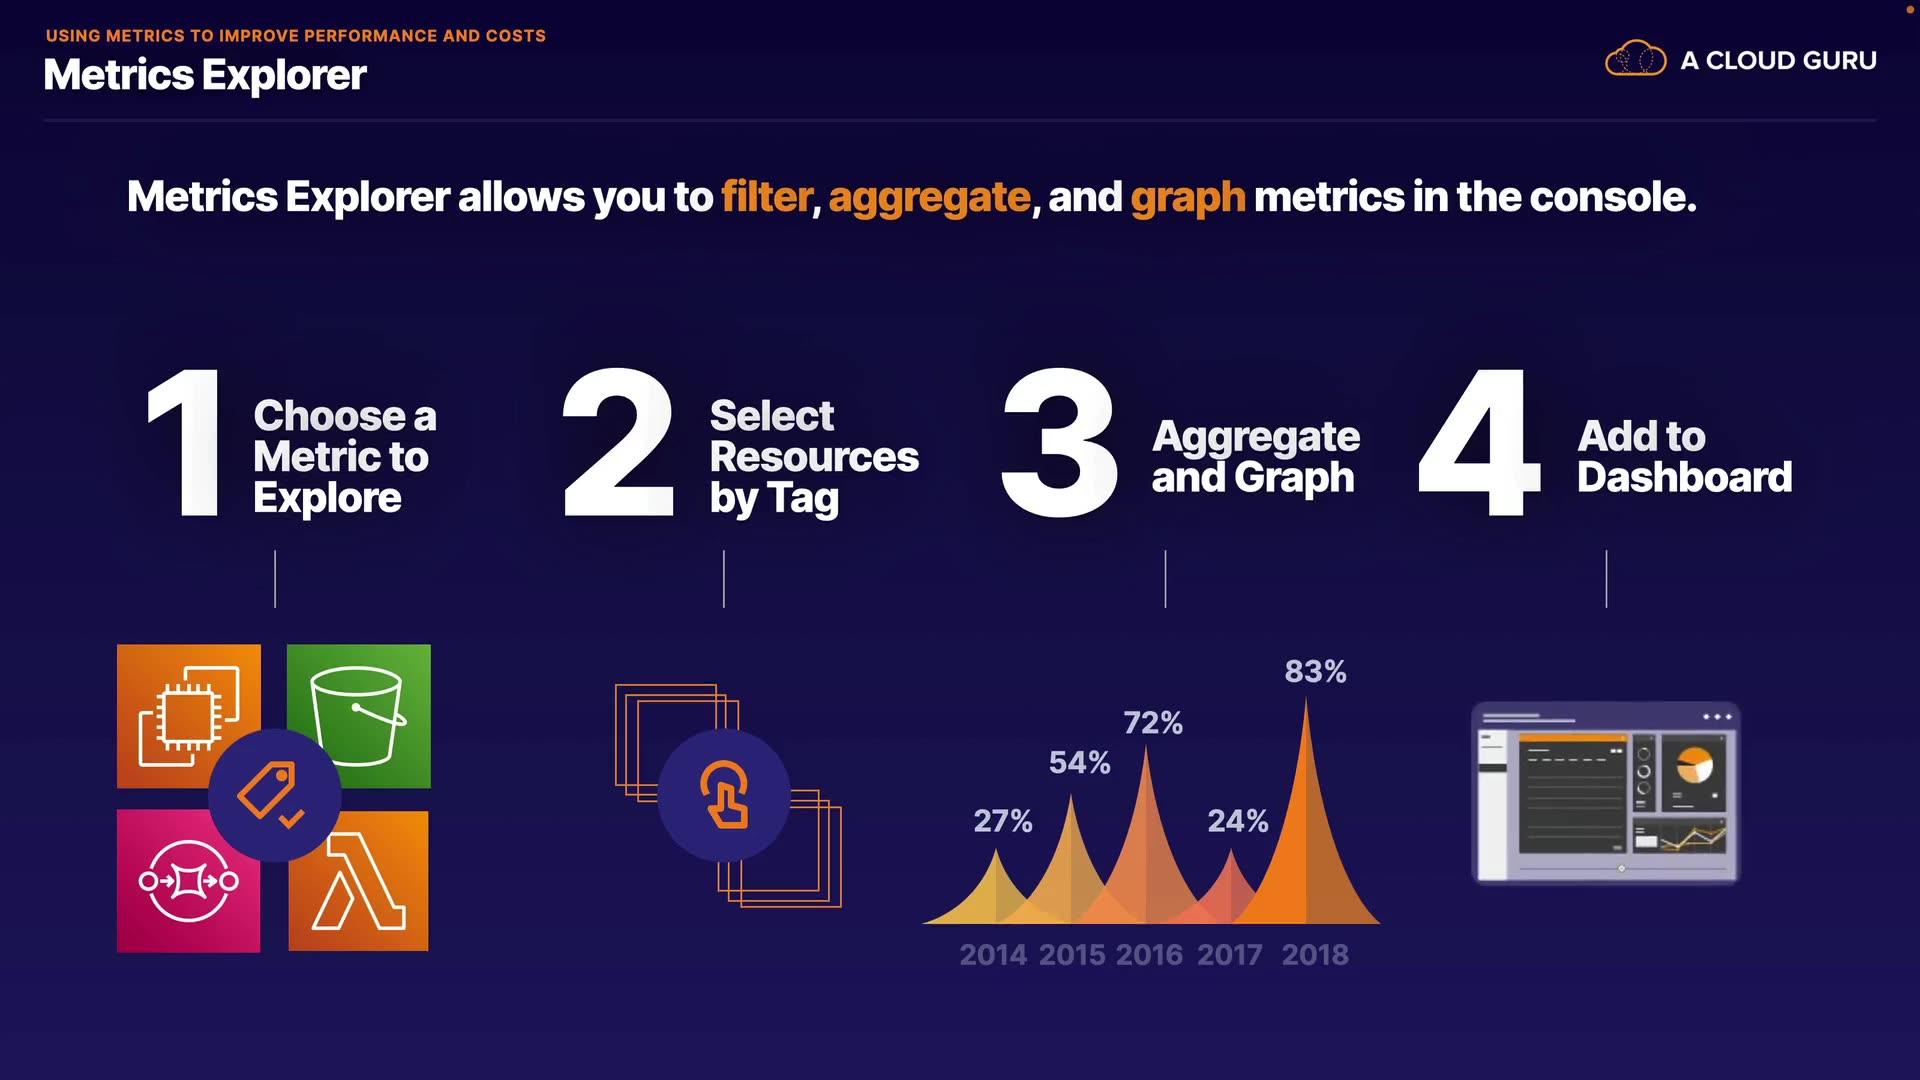 USING METRICS TO IMPROVE PERFORMANCE AND COSTS
Metrics Explorer
A CLOUD GURU
Metrics Explorer allows you to filter, aggregate, and graph metrics in the console.
1
Choose a
Metric to
Explore
2
Select
Resources
by Tag
3
Aggregate
and Graph
4
Add to
Dashboard
27%
54%
72%
24%
83%
2014 2015 2016 2017 2018